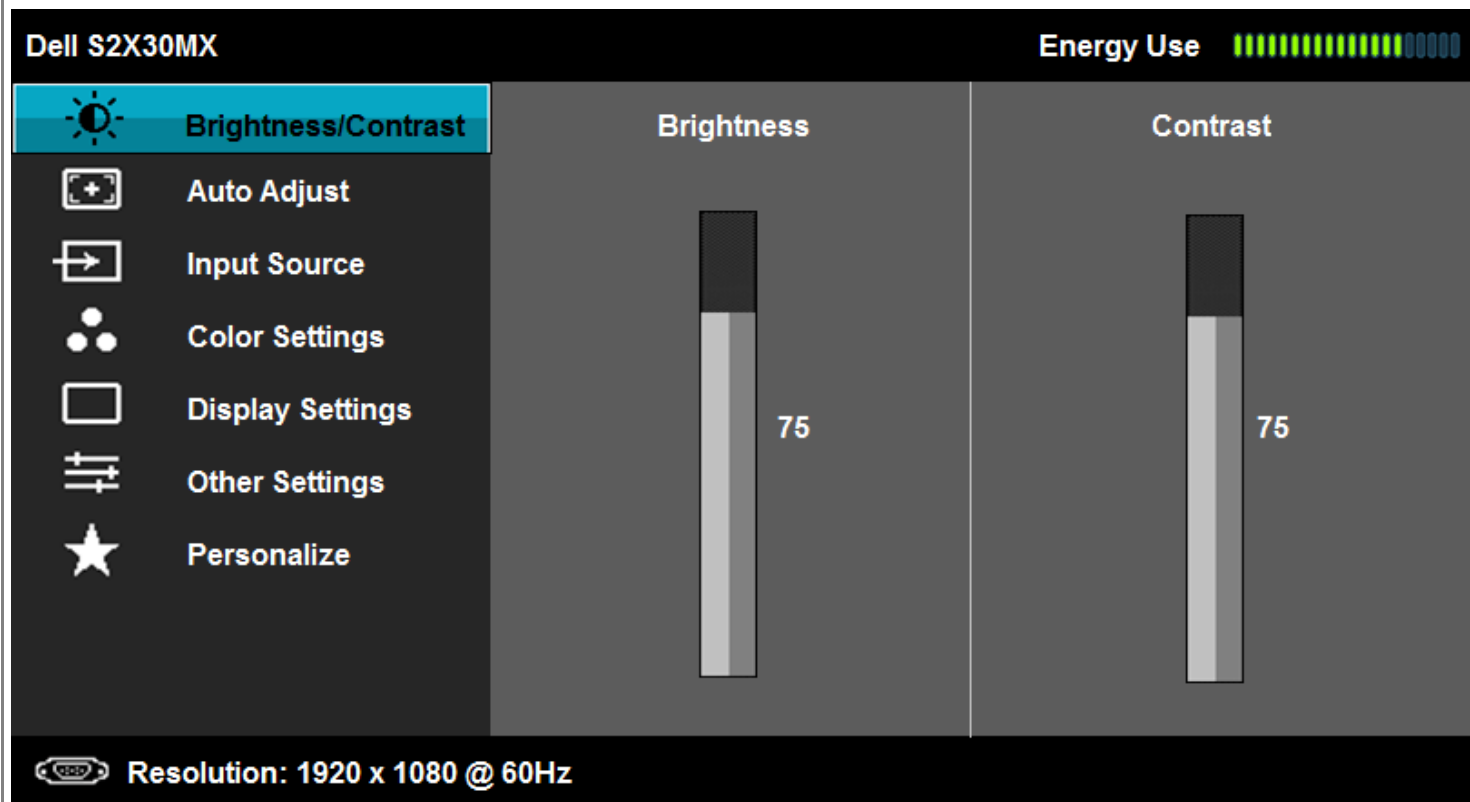 Dell S2X30MX
Energy Use
Brightness/Contrast
Auto Adjust
Input Source
Color Settings
Display Settings
Other Settings
Personalize
Brightness
75
Contrast
75
Resolution: 1920 x 1080 @ 60Hz